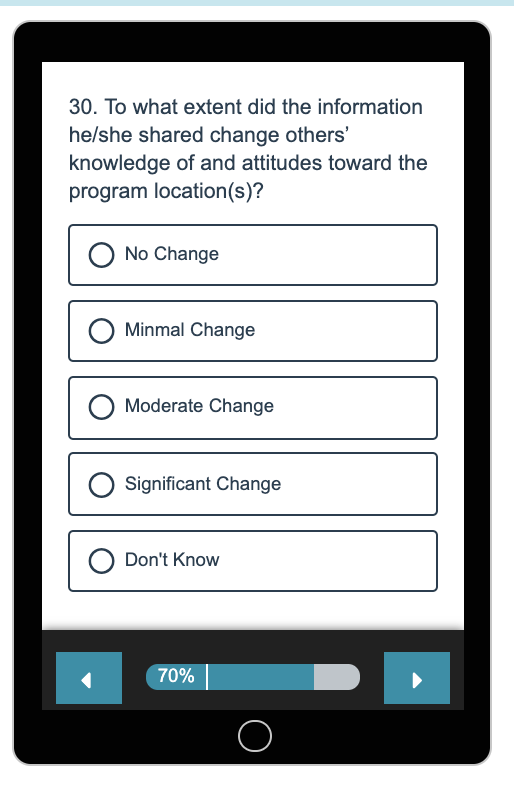 30. To what extent did the information
he/she shared change others’
knowledge of and attitudes toward the
program location(s)?
No Change
Minmal Change
Moderate Change
Significant Change
Don't Know
70%